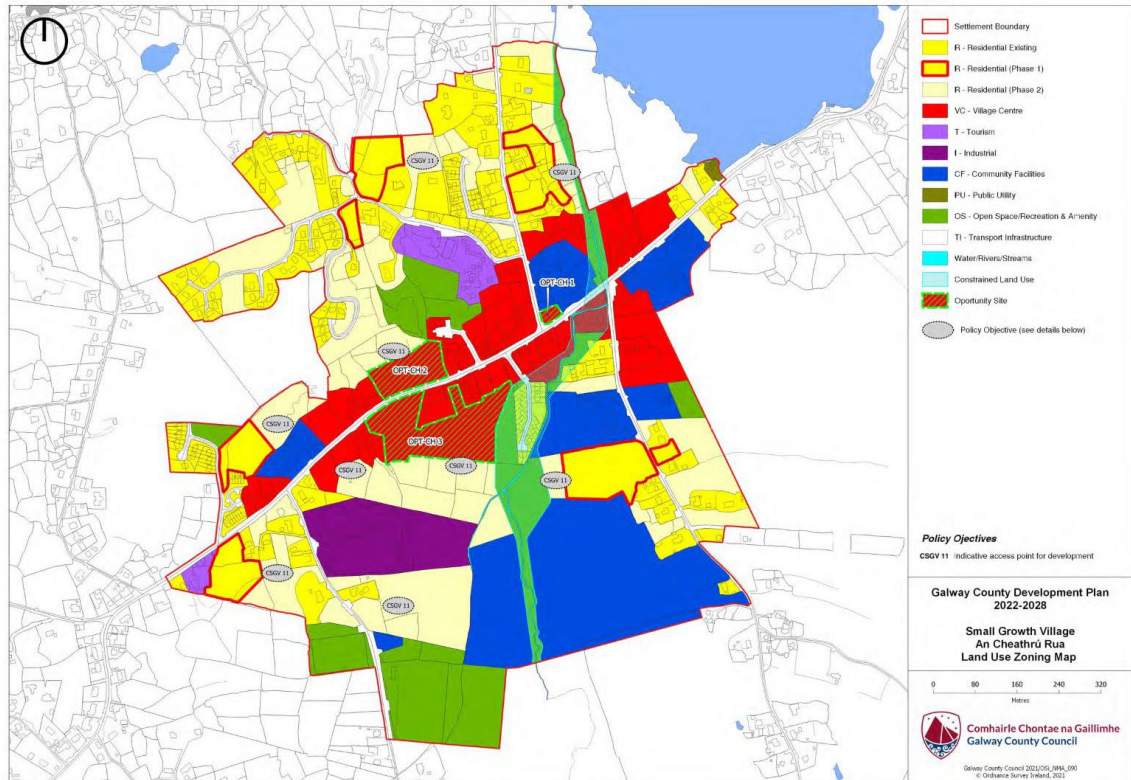 CSGV 11
CSGV 11
OPT-CH 1
CSGV 11
OPT-CH 2
CSGV 11
OPT-CH 3
CSGV 11
CSGV 11
CSGV 11
CSGV 11
CSGV 11
Settlement Boundary
R - Residential Existing
R - Residential (Phase 1)
R - Residential (Phase 2)
VC - Village Centre
T - Tourism
I - Industrial
CF - Community Facilities
PU - Public Utility
OS - Open Space/Recreation & Amenity
TI - Transport Infrastructure
Water/Rivers/Streams
Constrained Land Use
Oportunity Site
Policy Objective (see details below)
Policy Ojectives
CSGV 11 Indicative access point for development
Galway County Development Plan
2022-2028
Small Growth Village
An Cheathrú Rua
Land Use Zoning Map
0 80 160 240 320
Metres
Comhairle Chontae na Gaillimhe
Galway County Council
Galway County Council 2021/OSi_NMA_090
© Ordnance Survey Ireland, 2021